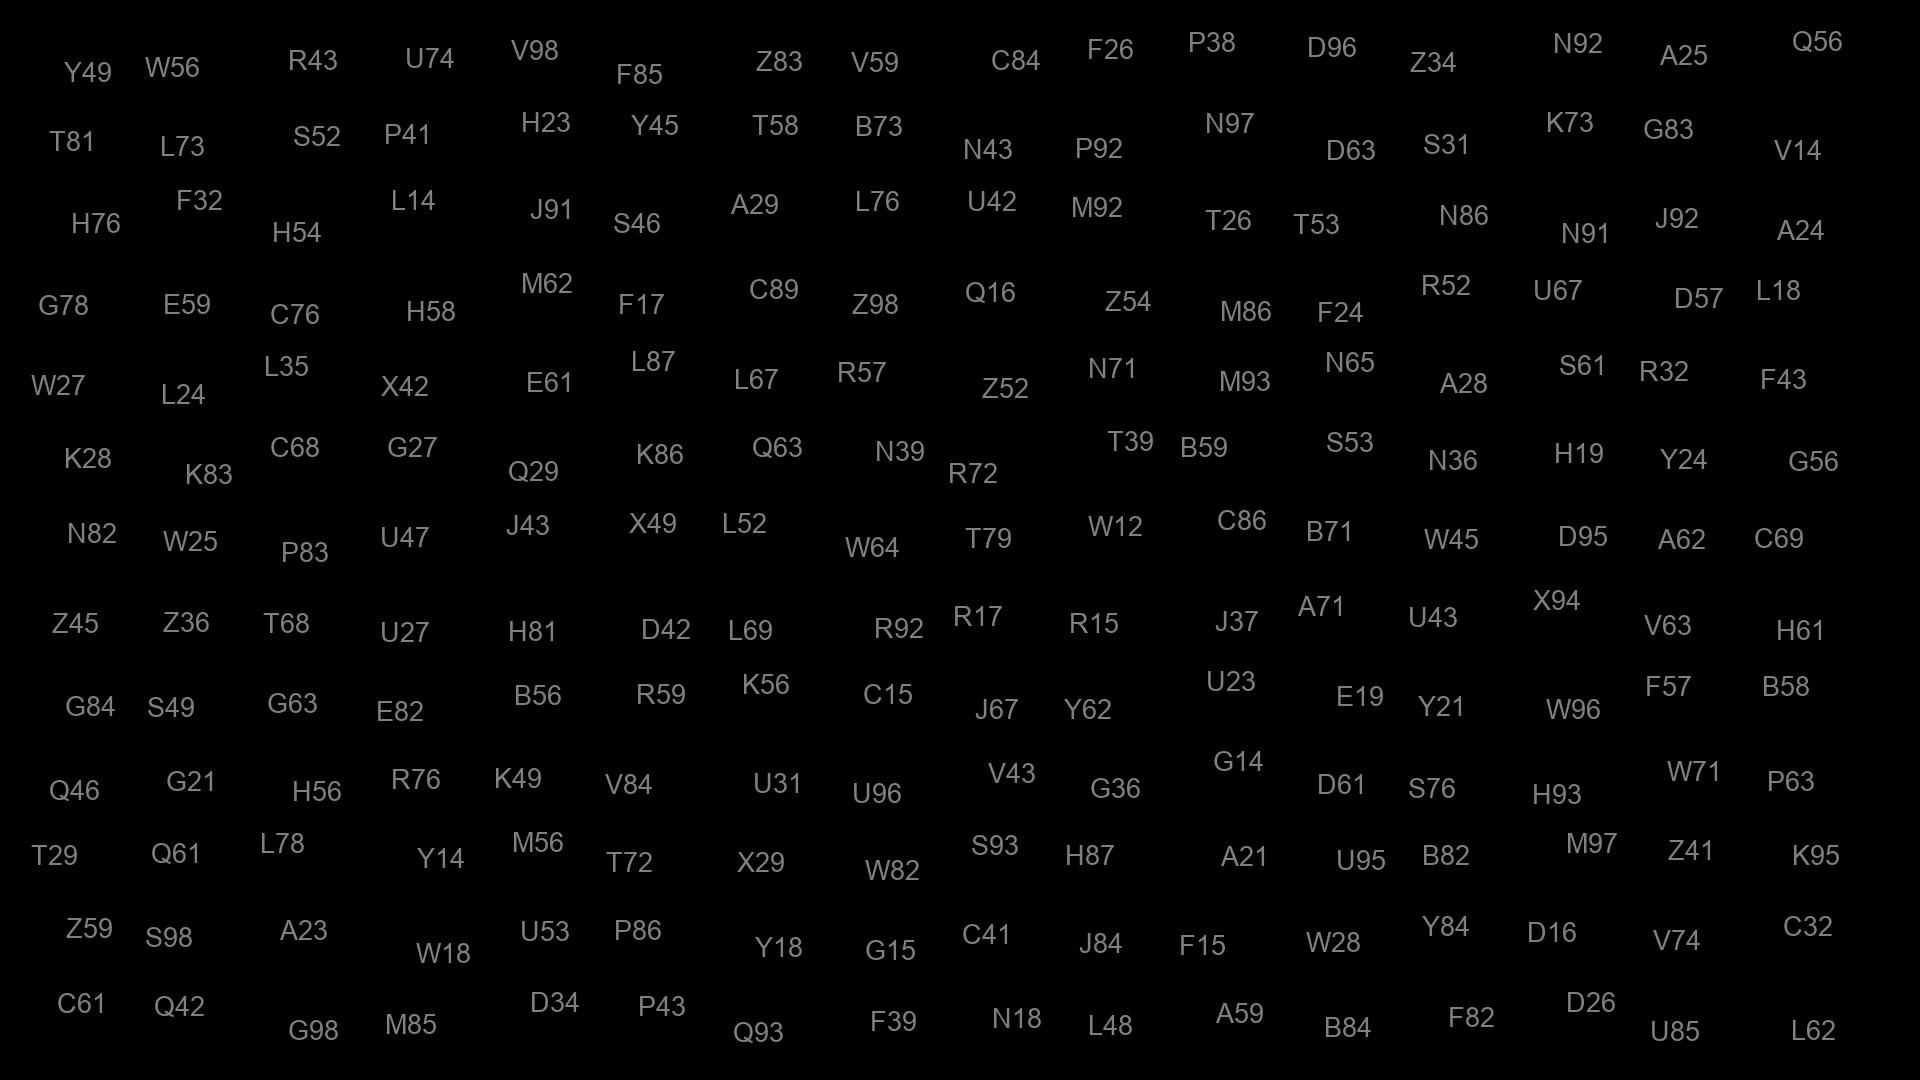 Y49 W56 R43 U74 V98 F85 Z83 V59 C84 F26 P38 D96 Z34 N92 A25 Q56
T81 L73 S52 P41 H23 Y45 T58 B73 N43 P92 N97 D63 S31 K73 G83 V14
H76 F32 H54 L14 J91 S46 A29 L76 U42 M92 T26 T53 N86 N91 J92 A24
G78 E59 C76 H58 M62 F17 C89 Z98 Q16 Z54 M86 F24 R52 U67 D57 L18
W27 L24 L35 X42 E61 L87 L67 R57 Z52 N71 M93 N65 A28 S61 R32 F43
K28 K83 C68 G27 Q29 K86 Q63 N39 R72 T39 B59 S53 N36 H19 Y24 G56
N82 W25 P83 U47 J43 X49 L52 W64 T79 W12 C86 B71 W45 D95 A62 C69
Z45 Z36 T68 U27 H81 D42 L69 R92 R17 R15 J37 A71 U43 X94 V63 H61
G84 S49 G63 E82 B56 R59 K56 C15 J67 Y62 U23 E19 Y21 W96 F57 B58
Q46 G21 H56 R76 K49 V84 U31 U96 V43 G36 G14 D61 S76 H93 W71 P63
T29 Q61 L78 Y14 M56 T72 X29 W82 S93 H87 A21 U95 B82 M97 Z41 K95
Z59 S98 A23 W18 U53 P86 Y18 G15 C41 J84 F15 W28 Y84 D16 V74 C32
C61 Q42 G98 M85 D34 P43 Q93 F39 N18 L48 A59 B84 F82 D26 U85 L62